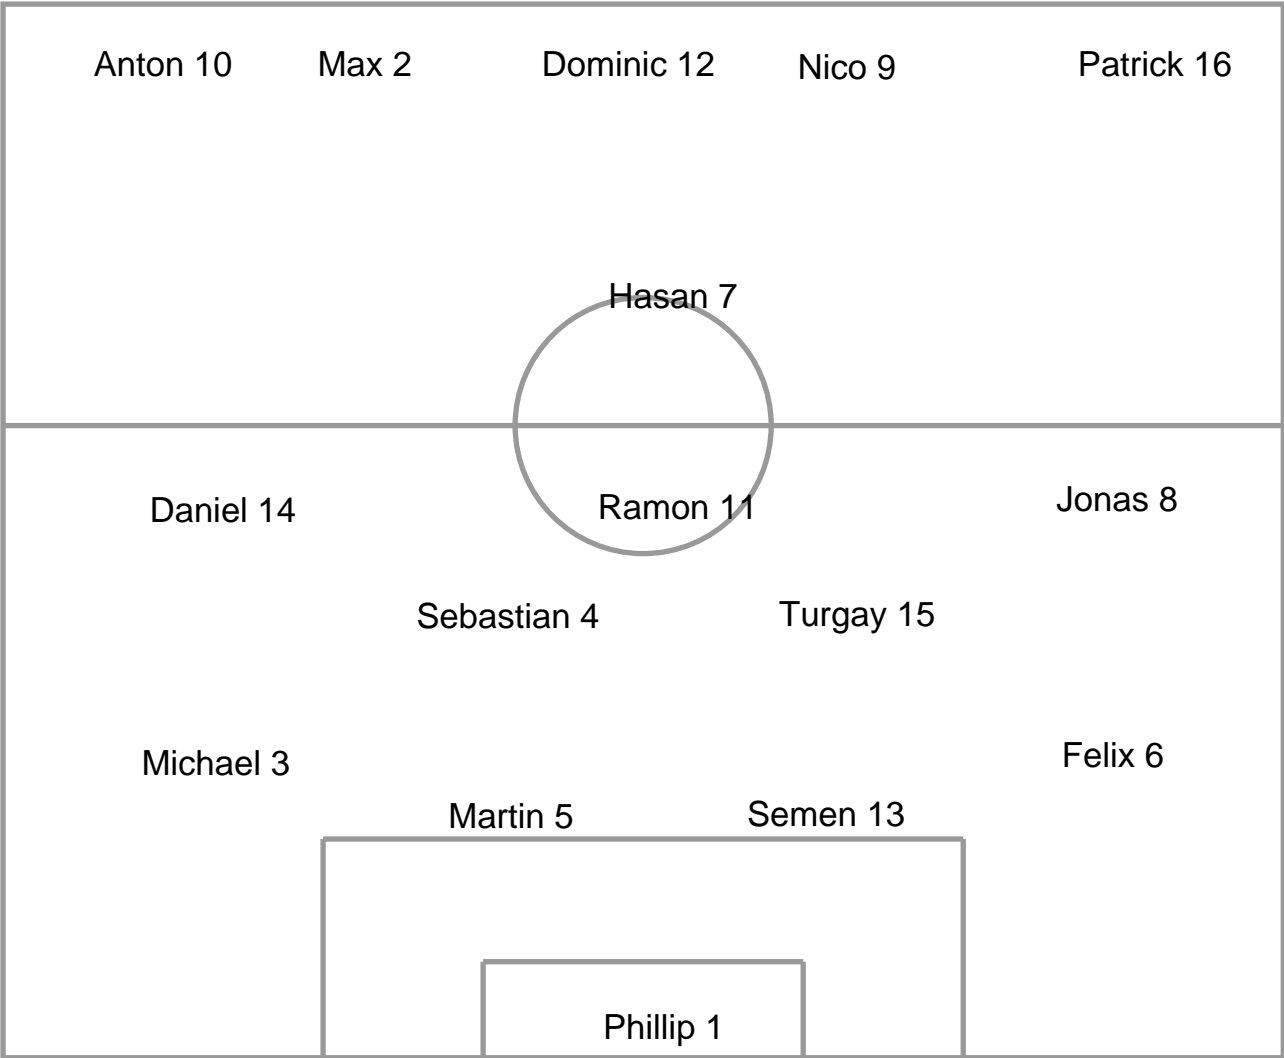 Anton 10
Max 2
Dominic 12
Nico 9
Patrick 16
Hasan 7
Daniel 14
Ramon 11
Jonas 8
Sebastian 4
Turgay 15
Michael 3
Felix 6
Martin 5
Semen 13
Phillip 1